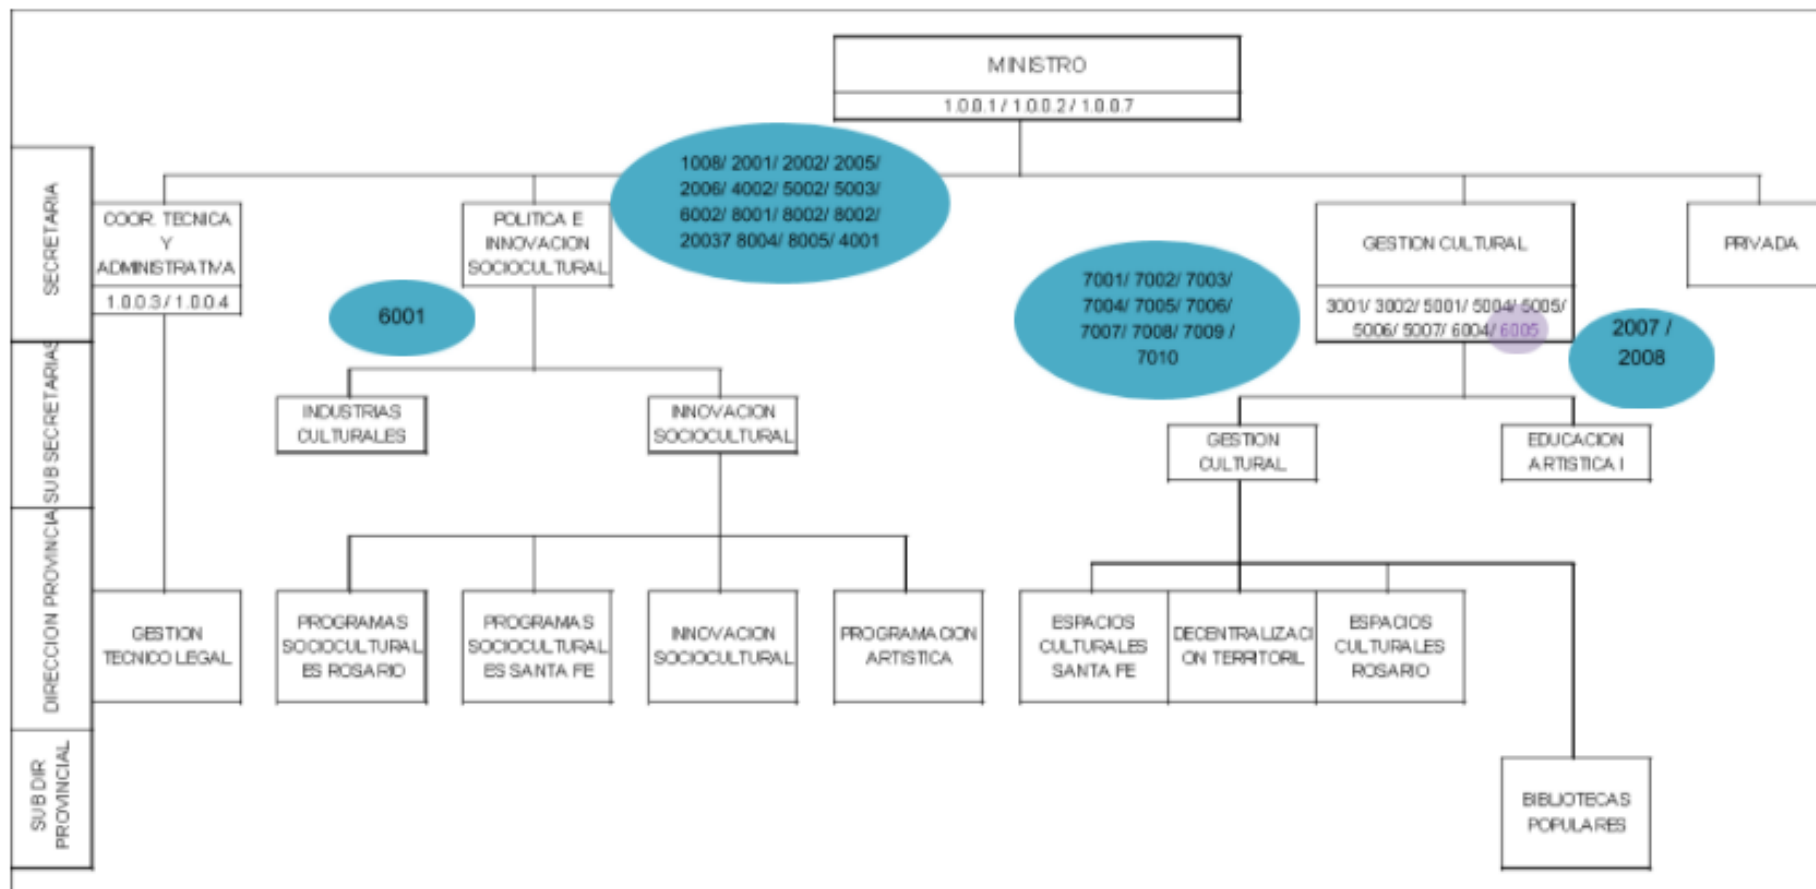 MINISTRO
1.0.0.1 / 1.0.0.2 / 1.0.0.7
SECRETARIA
COOR. TECNICA
Y
ADMINISTRATIVA
1.0.0.3 / 1.0.0.4
POLITICA E
INNOVACION
SOCIOCULTURAL
1008/ 2001/ 2002/ 2005/
2006/ 4002/ 5002/ 5003/
6002/ 8001/ 8002/ 8002/
20037 8004/ 8005/ 4001
GESTION CULTURAL
3001/ 3002/ 5001/ 5004/ 5005/
5006/ 5007/ 6004/ 6005
PRIVADA
6001
7001/ 7002/ 7003/
7004/ 7005/ 7006/
7007/ 7008/ 7009 /
7010
2007 /
2008
SUB SECRETARIAS
INDUSTRIAS
CULTURALES
INNOVACION
SOCIOCULTURAL
GESTION
CULTURAL
EDUCACION
ARTISTICA I
DIRECCION PROVINCIA
GESTION
TECNICO LEGAL
PROGRAMAS
SOCIOCULTURAL
ES ROSARIO
PROGRAMAS
SOCIOCULTURAL
ES SANTA FE
INNOVACION
SOCIOCULTURAL
PROGRAMACION
ARTISTICA
ESPACIOS
CULTURALES
SANTA FE
DECENTRALIZACI
ON TERRITORIL
ESPACIOS
CULTURALES
ROSARIO
SUB DIR
PROVINCIAL
BIBLIOTECAS
POPULARES